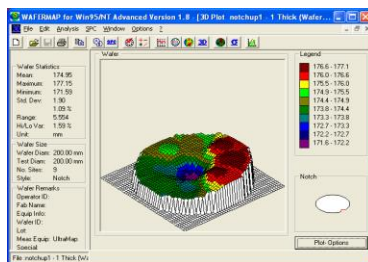 WAFERMAP for Win95/NT Advanced Version 1.8 - [3D Plot notchup1 - 1 Thick (Wafer...
File Edit Analysis SPC Window Options ?
Wafer Statistics
Mean: 174.95
Maximum: 177.15
Minimum: 171.59
Std. Dev: 1.90
1.09 %
Range: 5.554
Hi/Lo Var: 1.59 %
Unit: mm
Wafer Size
Wafer Diam: 200.00 mm
Test Diam: 200.00 mm
No. Sites: 9
Style: Notch
Wafer Remarks
Operator ID:
Fab Name:
Equip Info:
Wafer ID:
Lot:
Meas Equip: UltraMap
Special
File: notchup1 - 1 Thick (Wa
Wafer
Legend
176.6 - 177.1
176.0 - 176.6
175.5 - 176.0
174.9 - 175.5
174.4 - 174.9
173.8 - 174.4
173.3 - 173.8
172.7 - 173.3
172.2 - 172.7
171.6 - 172.2
Notch
Plot- Options